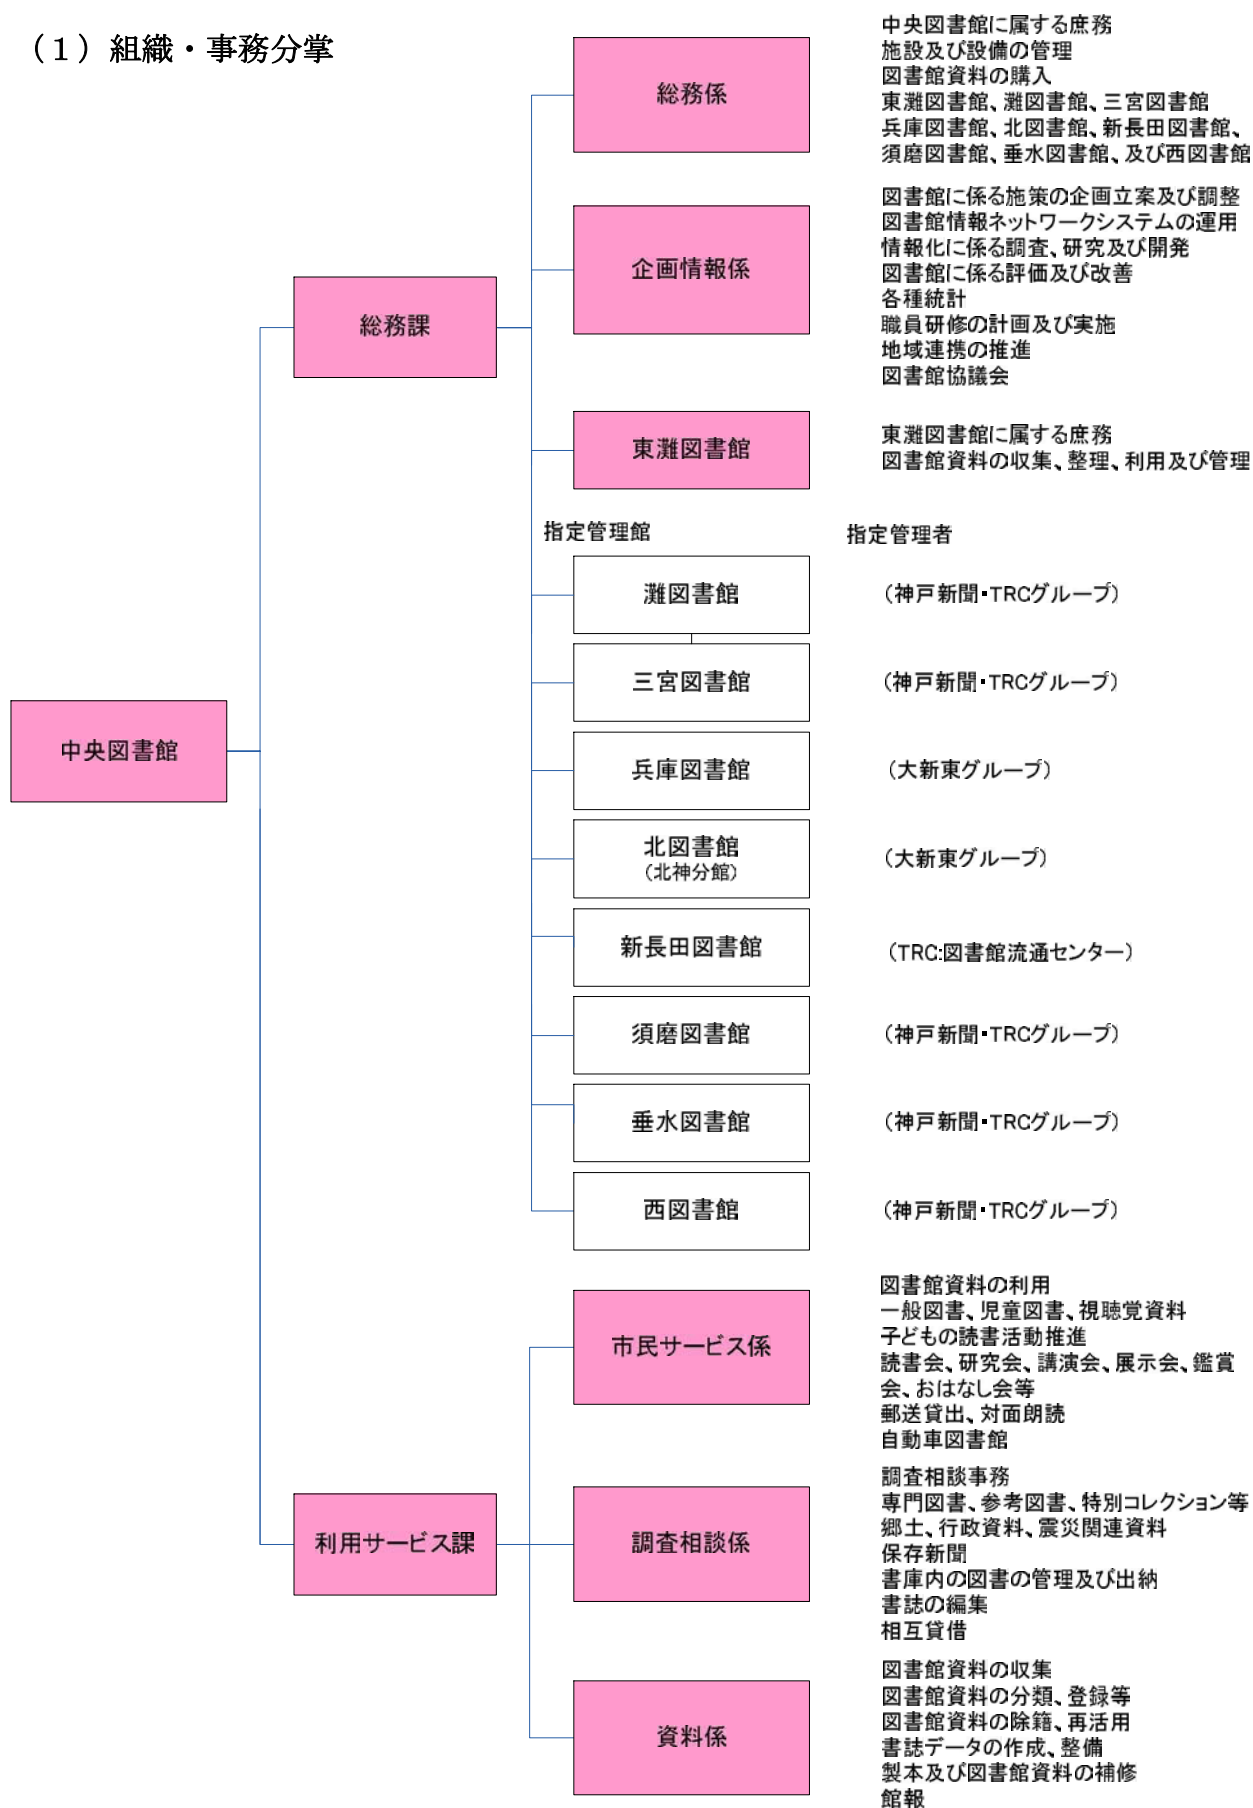 （１）組織・事務分掌
中央図書館
総務課
総務係
中央図書館に属する庶務
施設及び設備の管理
図書館資料の購入
東灘図書館、灘図書館、三宮図書館
兵庫図書館、北図書館、新長田図書館、
須磨図書館、垂水図書館、及び西図書館
企画情報係
図書館に係る施策の企画立案及び調整
図書館情報ネットワークシステムの運用
情報化に係る調査、研究及び開発
図書館に係る評価及び改善
各種統計
職員研修の計画及び実施
地域連携の推進
図書館協議会
東灘図書館
東灘図書館に属する庶務
図書館資料の収集、整理、利用及び管理
指定管理館
指定管理者
灘図書館
（神戸新聞・TRCグループ）
三宮図書館
（神戸新聞・TRCグループ）
兵庫図書館
（大新東グループ）
北図書館
（北神分館）
（大新東グループ）
新長田図書館
（TRC:図書館流通センター）
須磨図書館
（神戸新聞・TRCグループ）
垂水図書館
（神戸新聞・TRCグループ）
西図書館
（神戸新聞・TRCグループ）
利用サービス課
市民サービス係
図書館資料の利用
一般図書、児童図書、視聴覚資料
子どもの読書活動推進
読書会、研究会、講演会、展示会、鑑賞
会、おはなし会等
郵送貸出、対面朗読
自動車図書館
調査相談係
調査相談事務
専門図書、参考図書、特別コレクション等
郷土、行政資料、震災関連資料
保存新聞
書庫内の図書の管理及び出納
書誌の編集
相互貸借
資料係
図書館資料の収集
図書館資料の分類、登録等
図書館資料の除籍、再活用
書誌データの作成、整備
製本及び図書館資料の補修
館報